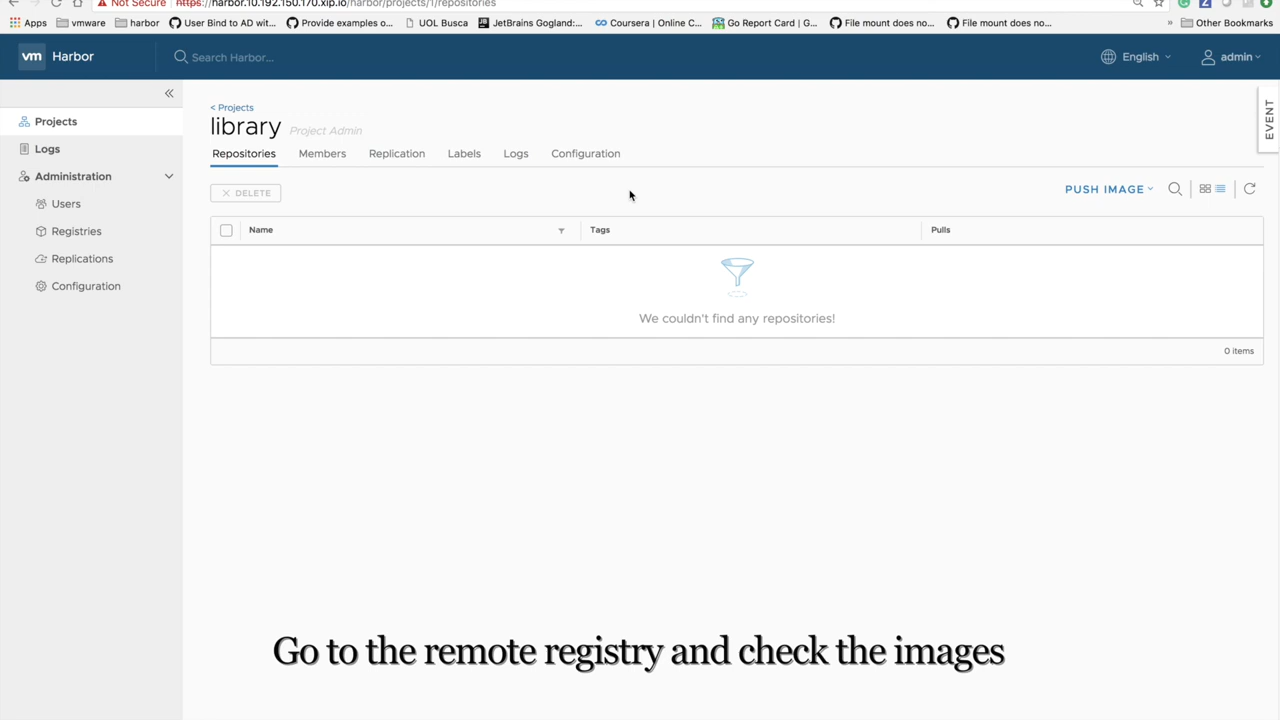 Not Secure https://harbor.10.192.150.170.xip.io/harbor/projects/1/repositories
Apps vmware harbor User Bind to AD wit... Provide examples o... UOL Busca JetBrains Gogland:... Coursera | Online C... Go Report Card | G... File mount does no... File mount does no... » Other Bookmarks
vm Harbor Search Harbor... English admin
«
< Projects
library Project Admin
Repositories Members Replication Labels Logs Configuration
Projects
Logs
Administration
Users
Registries
Replications
Configuration
EVENT
DELETE PUSH IMAGE
Name Tags Pulls
We couldn't find any repositories!
0 items
Go to the remote registry and check the images